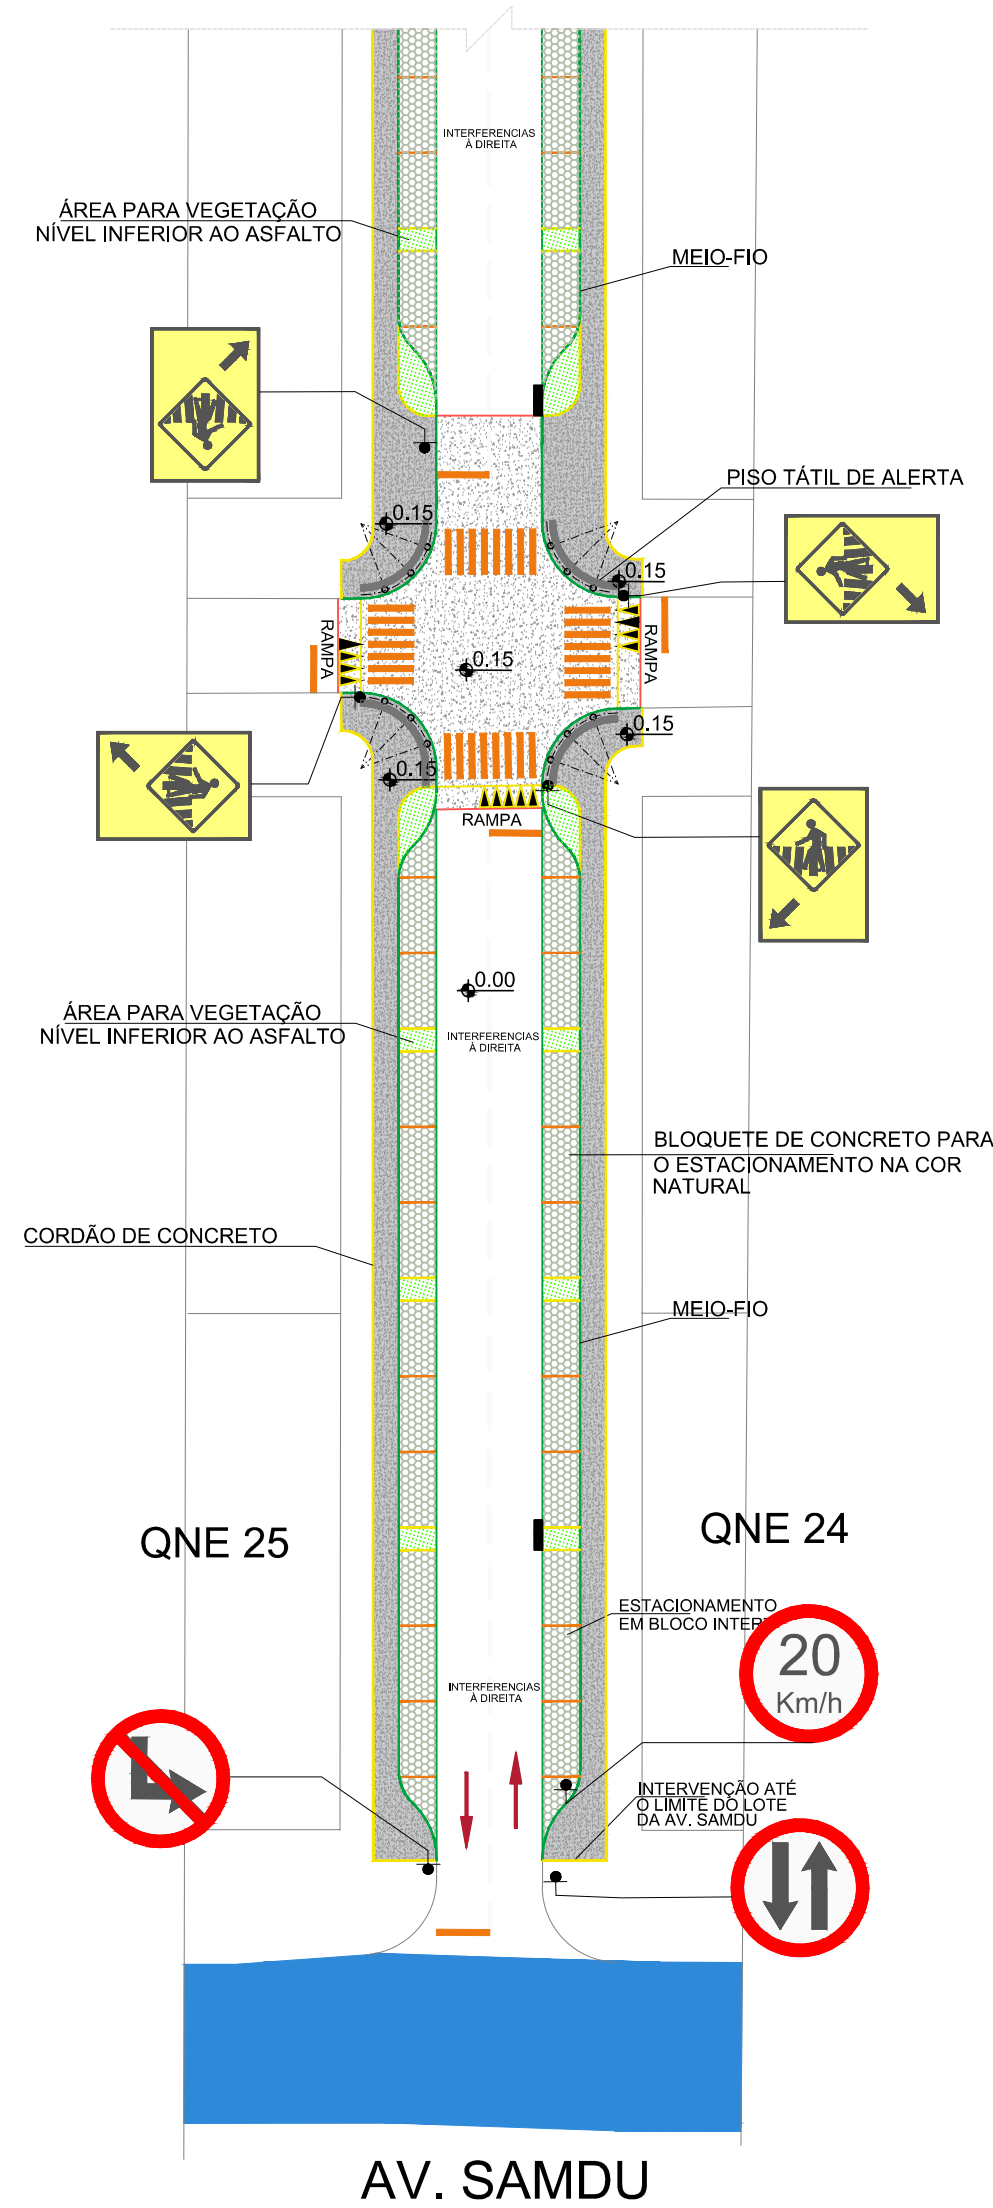 INTERFERENCIAS
À DIREITA
ÁREA PARA VEGETAÇÃO
NÍVEL INFERIOR AO ASFALTO
MEIO-FIO
PISO TÁTIL DE ALERTA
0.15
0.15
RAMPA
RAMPA
0.15
0.15
0.15
RAMPA
0.00
ÁREA PARA VEGETAÇÃO
NÍVEL INFERIOR AO ASFALTO
INTERFERENCIAS
À DIREITA
BLOQUETE DE CONCRETO PARA
O ESTACIONAMENTO NA COR
NATURAL
CORDÃO DE CONCRETO
MEIO-FIO
QNE 25
QNE 24
ESTACIONAMENTO
EM BLOCO
20
Km/h
INTERFERENCIAS
À DIREITA
INTERVENÇÃO ATÉ
O LIMITE DO LOTE
DA AV. SAMDU
AV. SAMDU